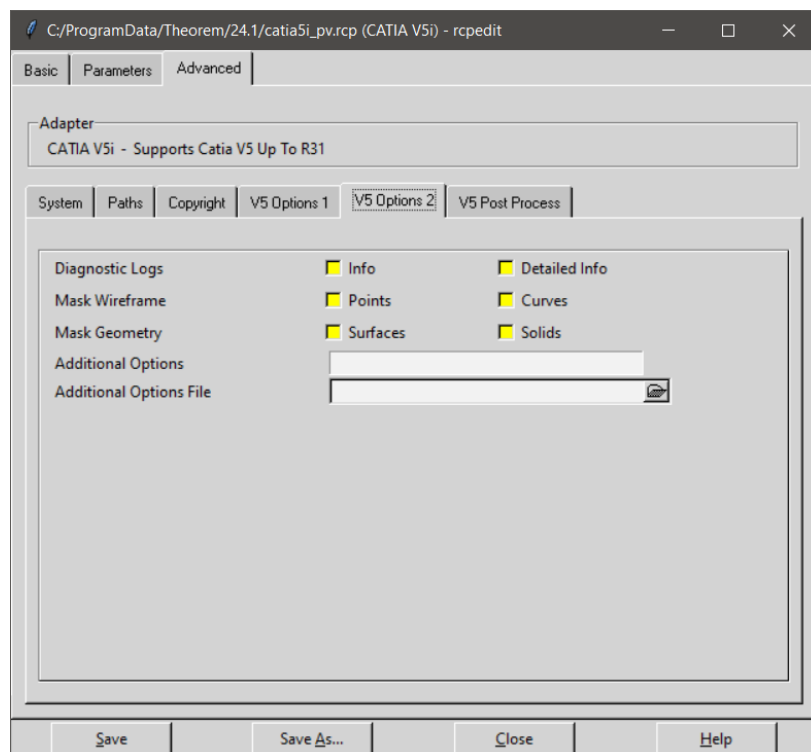 C:/ProgramData/Theorem/24.1/catia5i_pv.rcp (CATIA V5i) - rcpedit
Basic Parameters Advanced
Adapter
CATIA V5i - Supports Catia V5 Up To R31
System Paths Copyright V5 Options 1 V5 Options 2 V5 Post Process
Diagnostic Logs Info Detailed Info
Mask Wireframe Points Curves
Mask Geometry Surfaces Solids
Additional Options
Additional Options File
Save Save As... Close Help